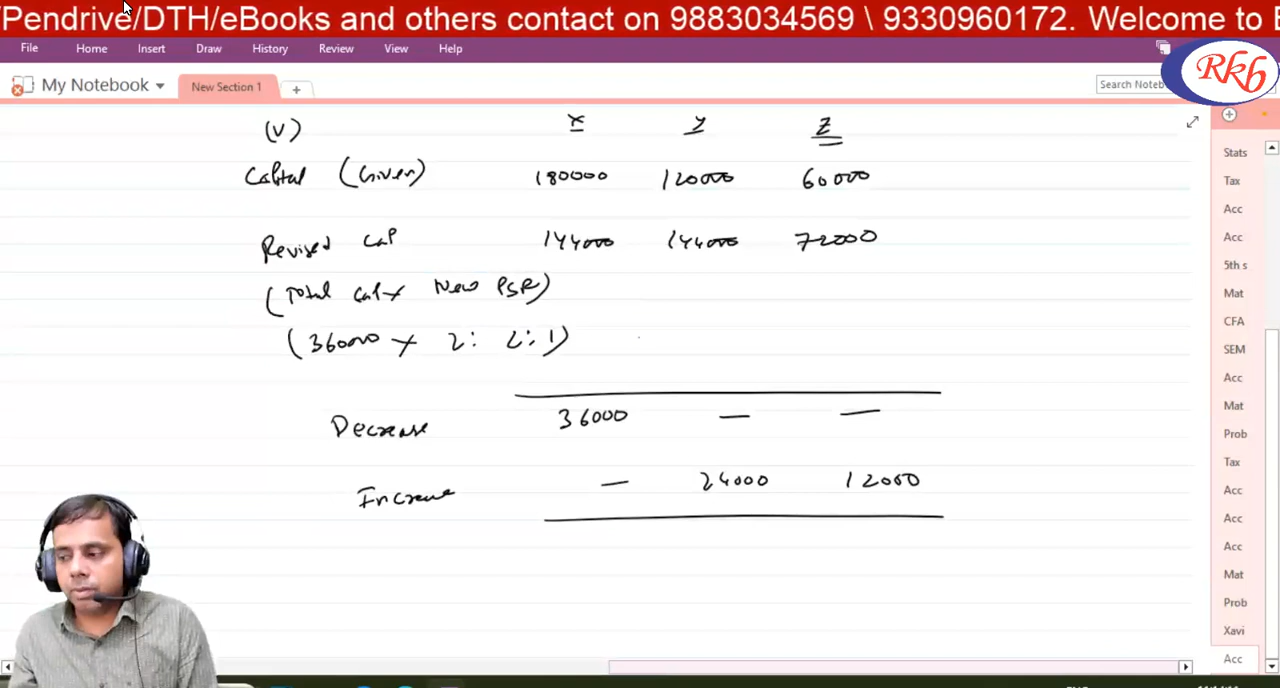 /Pendrive/DTH/eBooks and others contact on 9883034569 \ 9330960172. Welcome to E
File Home Insert Draw History Review View Help
Rkb
My Notebook New Section 1 + Search Noteb
(V) X Y Z
Capital (Given) 180000 120000 60000
Revised Cap 144000 144000 72000
(Total Cap x New PSR)
(360000 x 2: 2:1)
Decrease 36000 — —
Increase — 24000 12000
Stats
Tax
Acc
Acc
5th s
Mat
CFA
SEM
Acc
Mat
Prob
Tax
Acc
Acc
Acc
Mat
Prob
Xavi
Acc